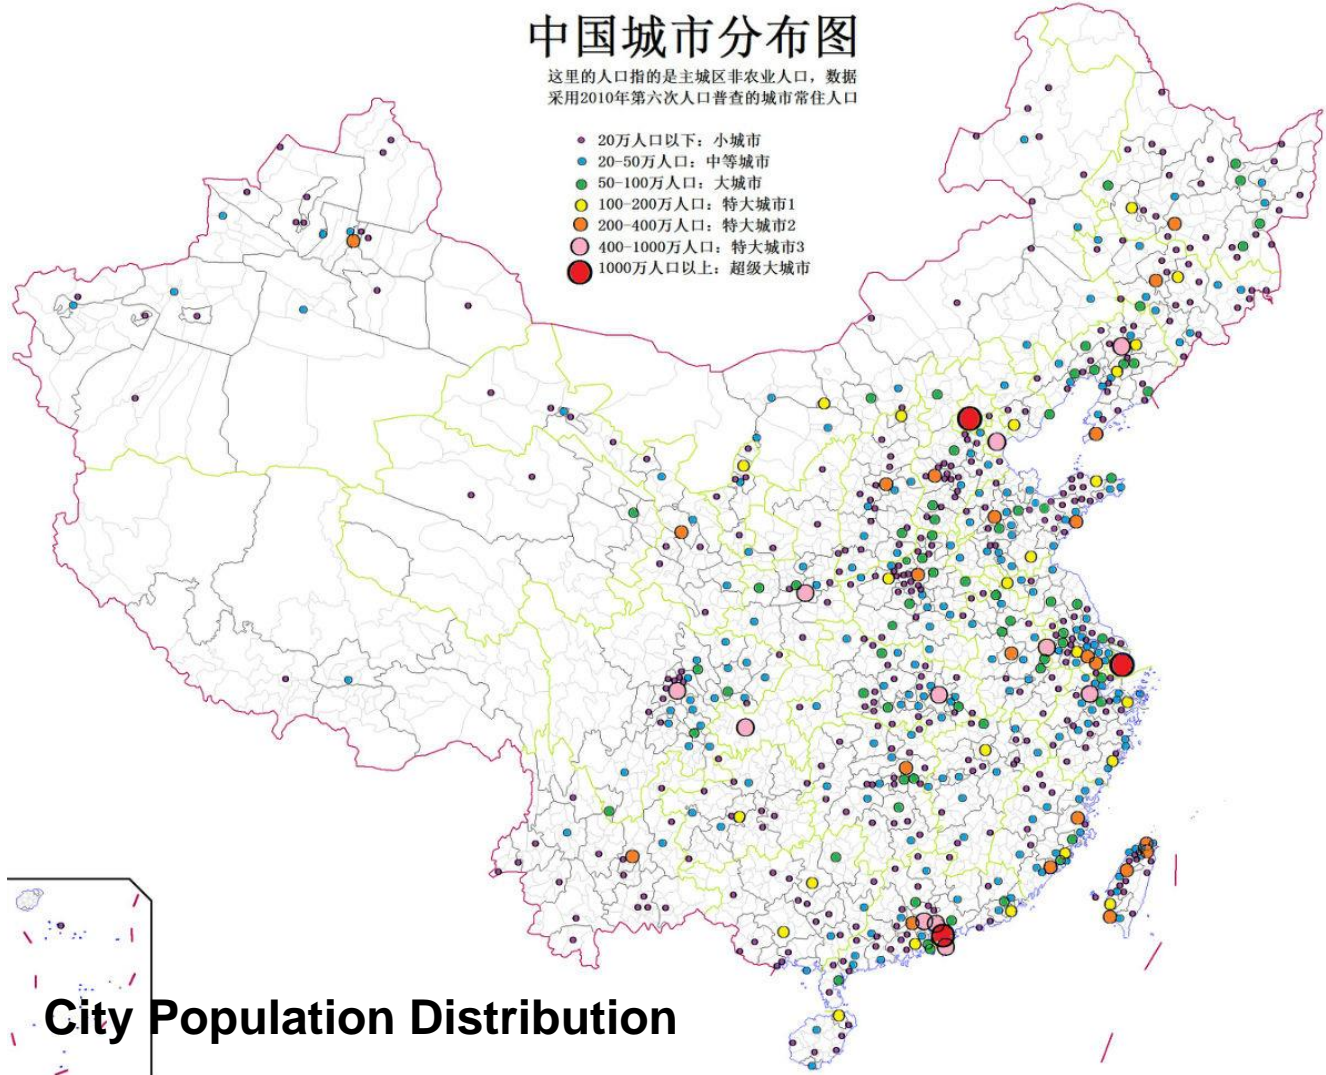 中国城市分布图
这里的人口指的是主城区非农业人口，数据
采用2010年第六次人口普查的城市常住人口
20万人口以下：小城市
20-50万人口：中等城市
50-100万人口：大城市
100-200万人口：特大城市1
200-400万人口：特大城市2
400-1000万人口：特大城市3
1000万人口以上：超级大城市
City Population Distribution